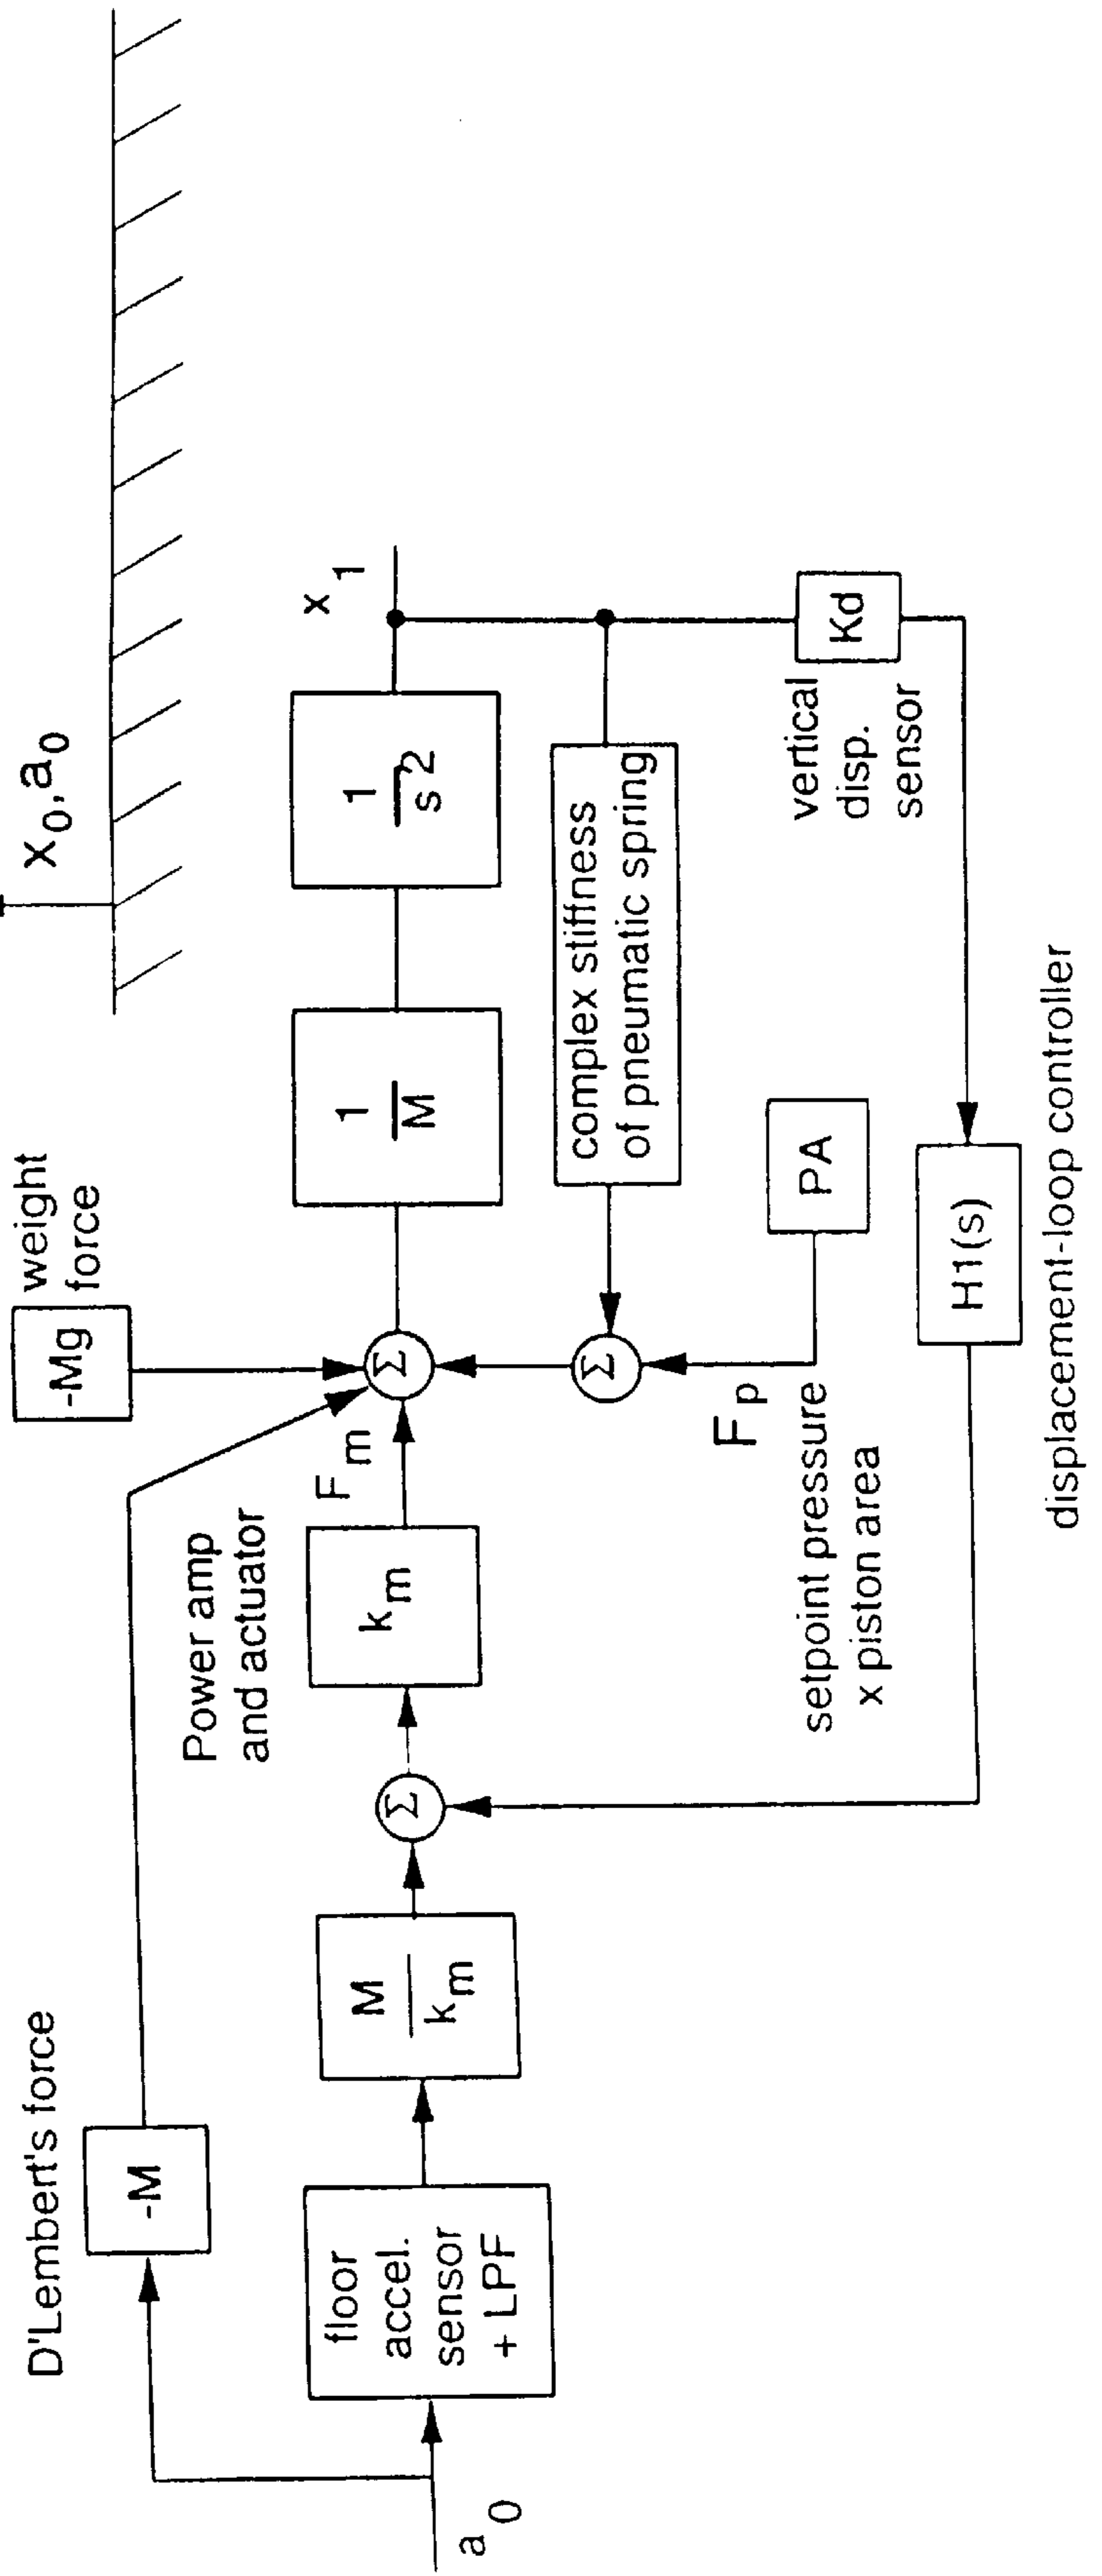 x0, a0
D'Lembert's force
-M
weight
force
-Mg
a0
floor
accel.
sensor
+ LPF
M
km
Σ
Power amp
and actuator
km
Fm
Σ
1
M
1
s2
x1
complex stiffness
of pneumatic spring
Σ
Fp
PA
setpoint pressure
x piston area
vertical
disp.
sensor
Kd
H1(s)
displacement-loop controller